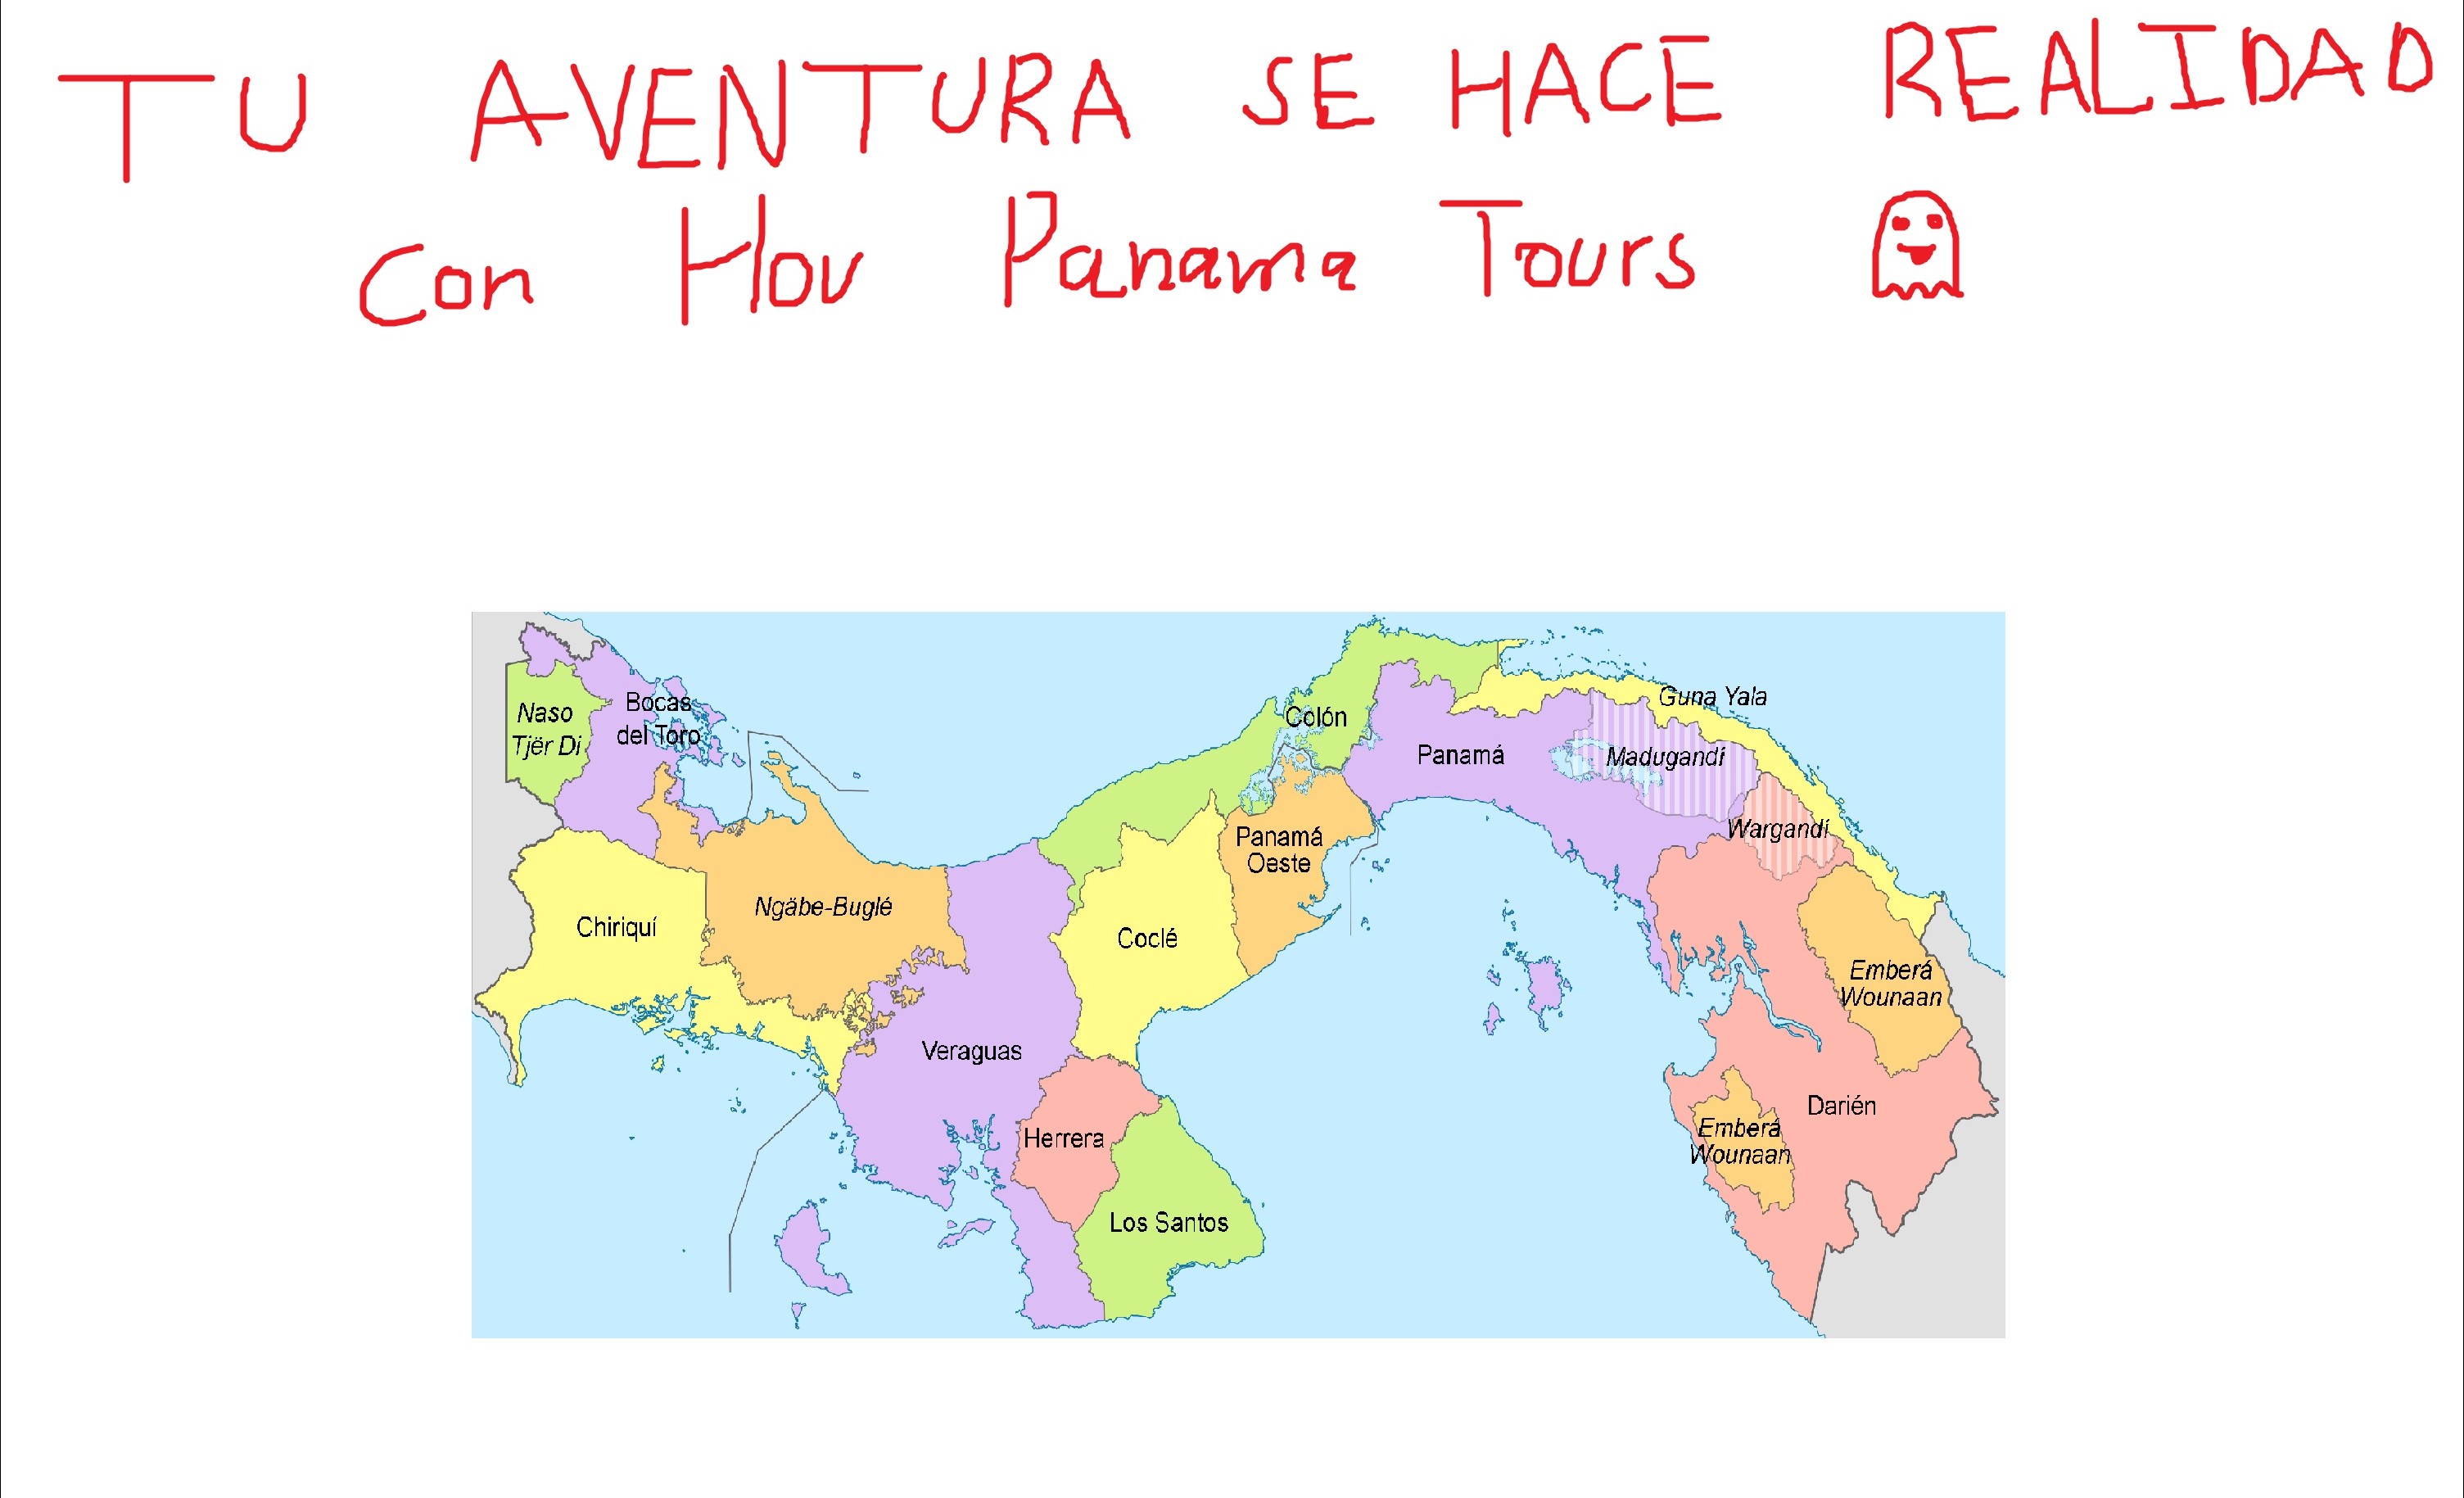 TU AVENTURA SE HACE REALIDAD
Con Hou Panama Tours
Naso
Tjër Di
Bocas
del Toro
Chiriquí
Ngäbe-Buglé
Veraguas
Herrera
Los Santos
Coclé
Colón
Panamá
Oeste
Panamá
Guna Yala
Madugandí
Wargandí
Emberá
Wounaan
Darién
Emberá
Wounaan